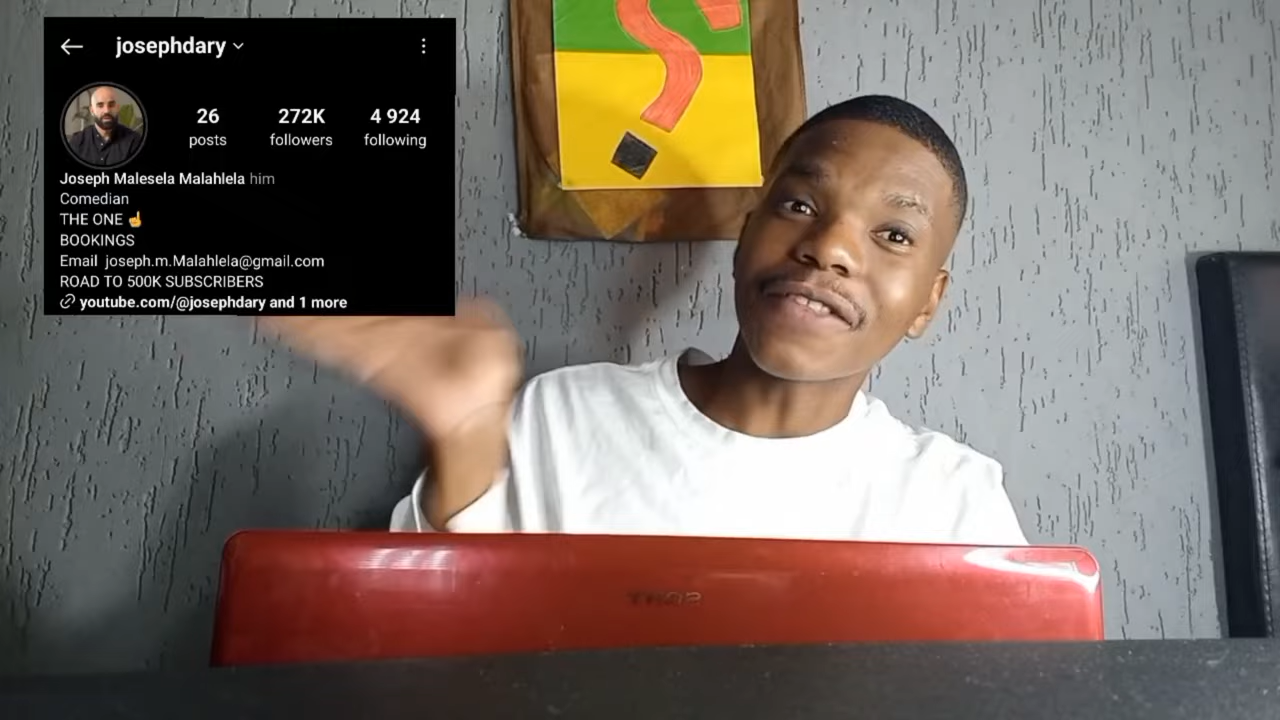 josephdary
26 272K 4 924
posts followers following
Joseph Malesela Malahlela him
Comedian
THE ONE ☝️
BOOKINGS
Email joseph.m.Malahlela@gmail.com
ROAD TO 500K SUBSCRIBERS
youtube.com/@josephdary and 1 more